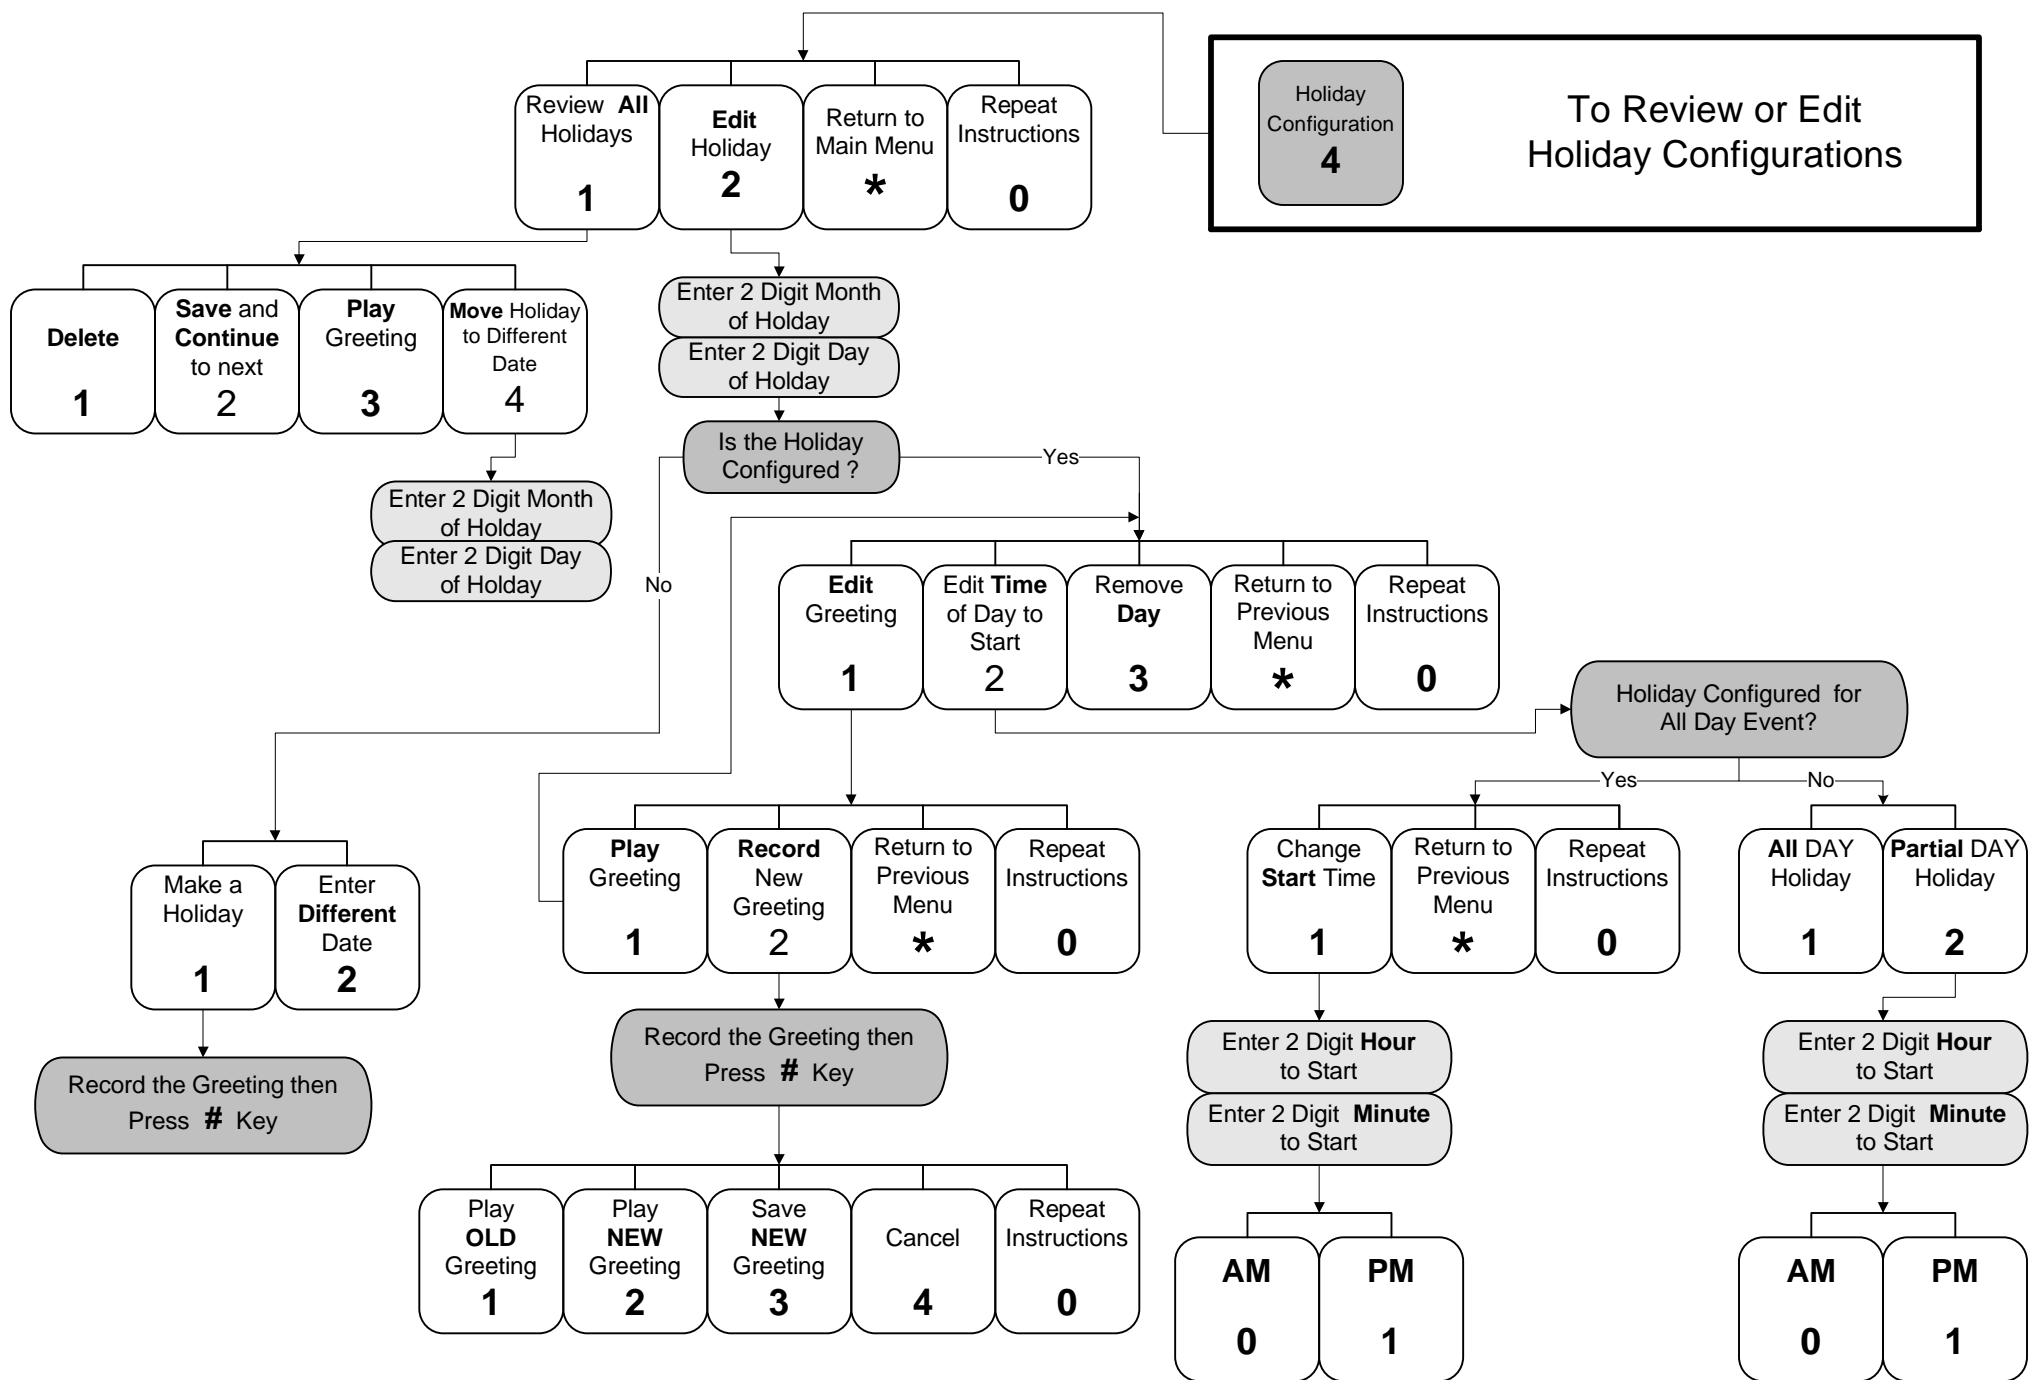 Holiday
Configuration
4
To Review or Edit
Holiday Configurations
Review All
Holidays
1
Edit
Holiday
2
Return to
Main Menu
*
Repeat
Instructions
0
Delete
1
Save and
Continue
to next
2
Play
Greeting
3
Move Holiday
to Different
Date
4
Enter 2 Digit Month
of Holday
Enter 2 Digit Day
of Holday
Enter 2 Digit Month
of Holday
Enter 2 Digit Day
of Holday
Is the Holiday
Configured ?
Yes
No
Edit
Greeting
1
Edit Time
of Day to
Start
2
Remove
Day
3
Return to
Previous
Menu
*
Repeat
Instructions
0
Holiday Configured for
All Day Event?
Yes
No
Make a
Holiday
1
Enter
Different
Date
2
Record the Greeting then
Press # Key
Play
Greeting
1
Record
New
Greeting
2
Return to
Previous
Menu
*
Repeat
Instructions
0
Record the Greeting then
Press # Key
Play
OLD
Greeting
1
Play
NEW
Greeting
2
Save
NEW
Greeting
3
Cancel
4
Repeat
Instructions
0
Change
Start Time
1
Return to
Previous
Menu
*
Repeat
Instructions
0
Enter 2 Digit Hour
to Start
Enter 2 Digit Minute
to Start
AM
0
PM
1
All DAY
Holiday
1
Partial DAY
Holiday
2
Enter 2 Digit Hour
to Start
Enter 2 Digit Minute
to Start
AM
0
PM
1